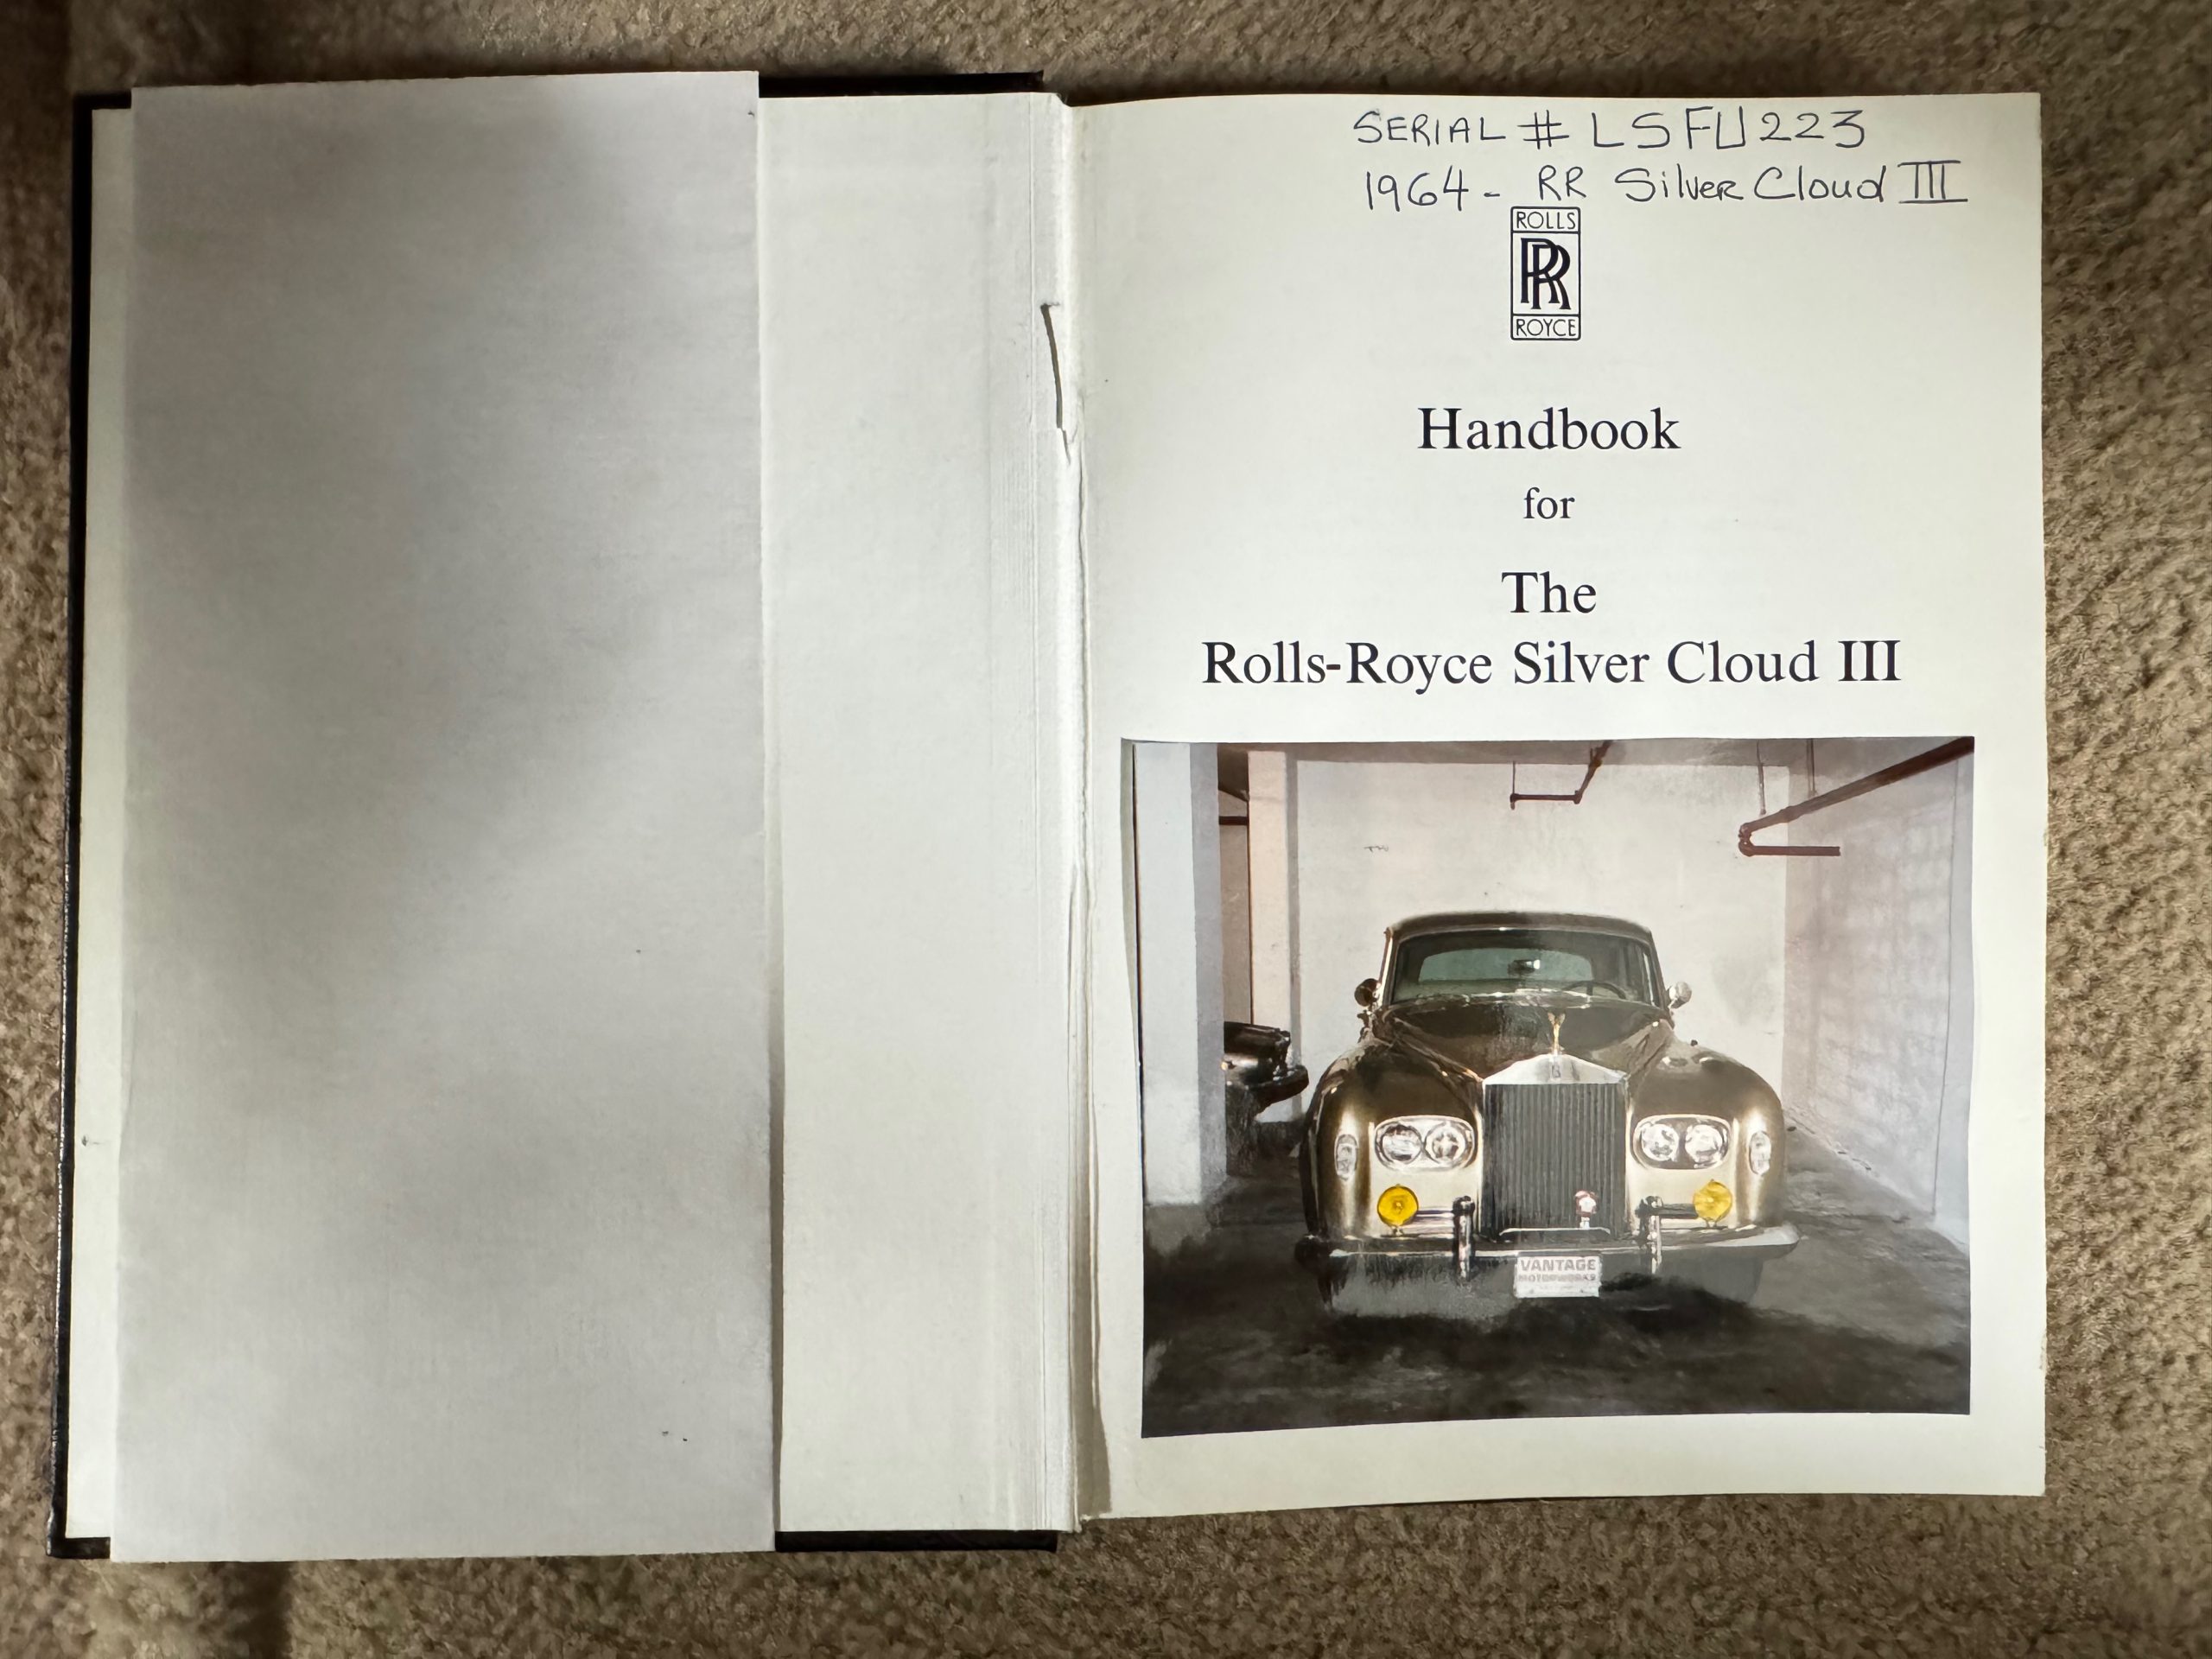 SERIAL # LSFU223
1964 - RR Silver Cloud III
ROLLS
RR
ROYCE
Handbook
for
The
Rolls-Royce Silver Cloud III
VANTAGE
MOTORWORKS